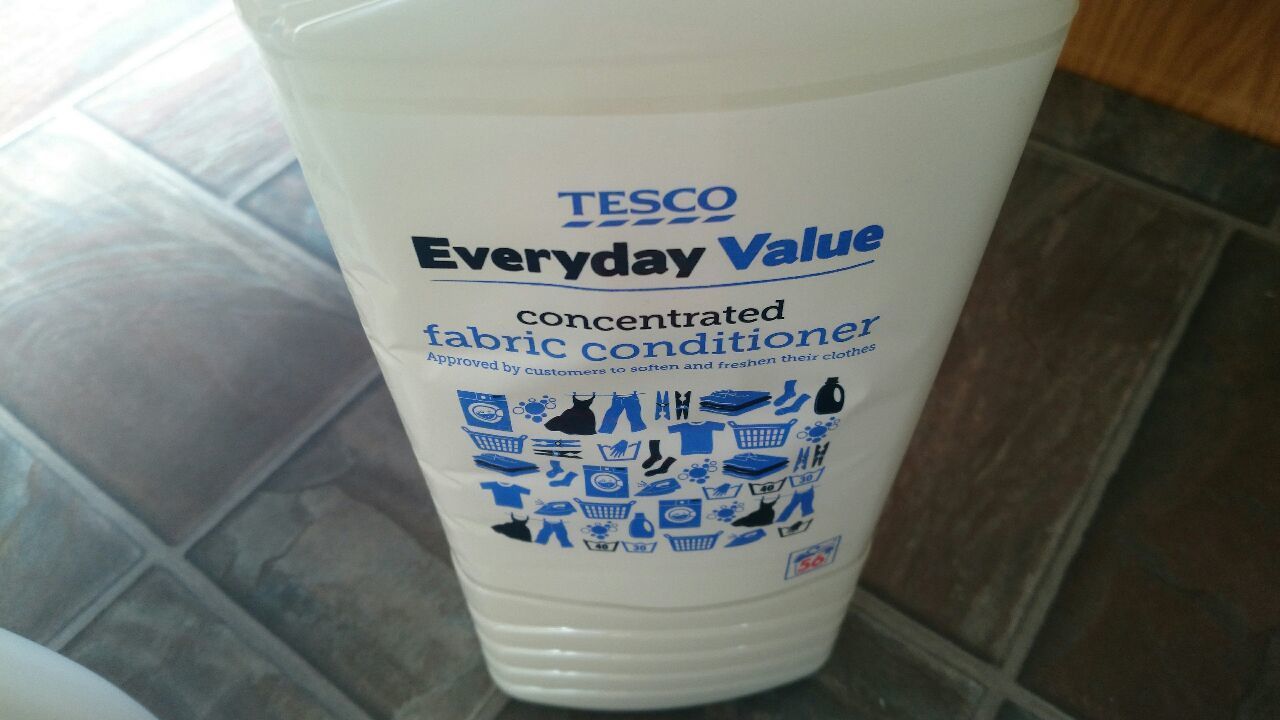 TESCO
Everyday Value
concentrated
fabric conditioner
Approved by customers to soften and freshen their clothes
40 30
40 30
56